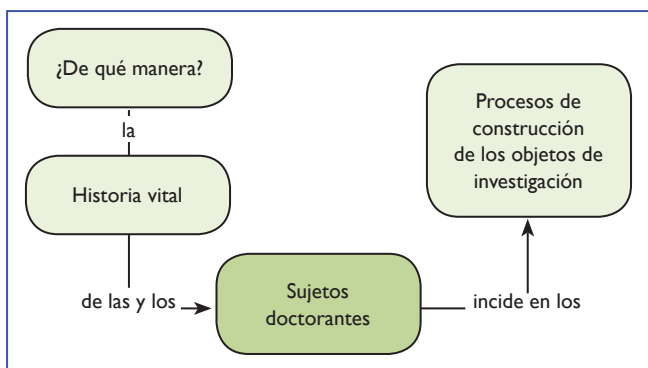 ¿De qué manera?
la
Historia vital
de las y los
Sujetos
doctorantes
incide en los
Procesos de
construcción
de los objetos de
investigación